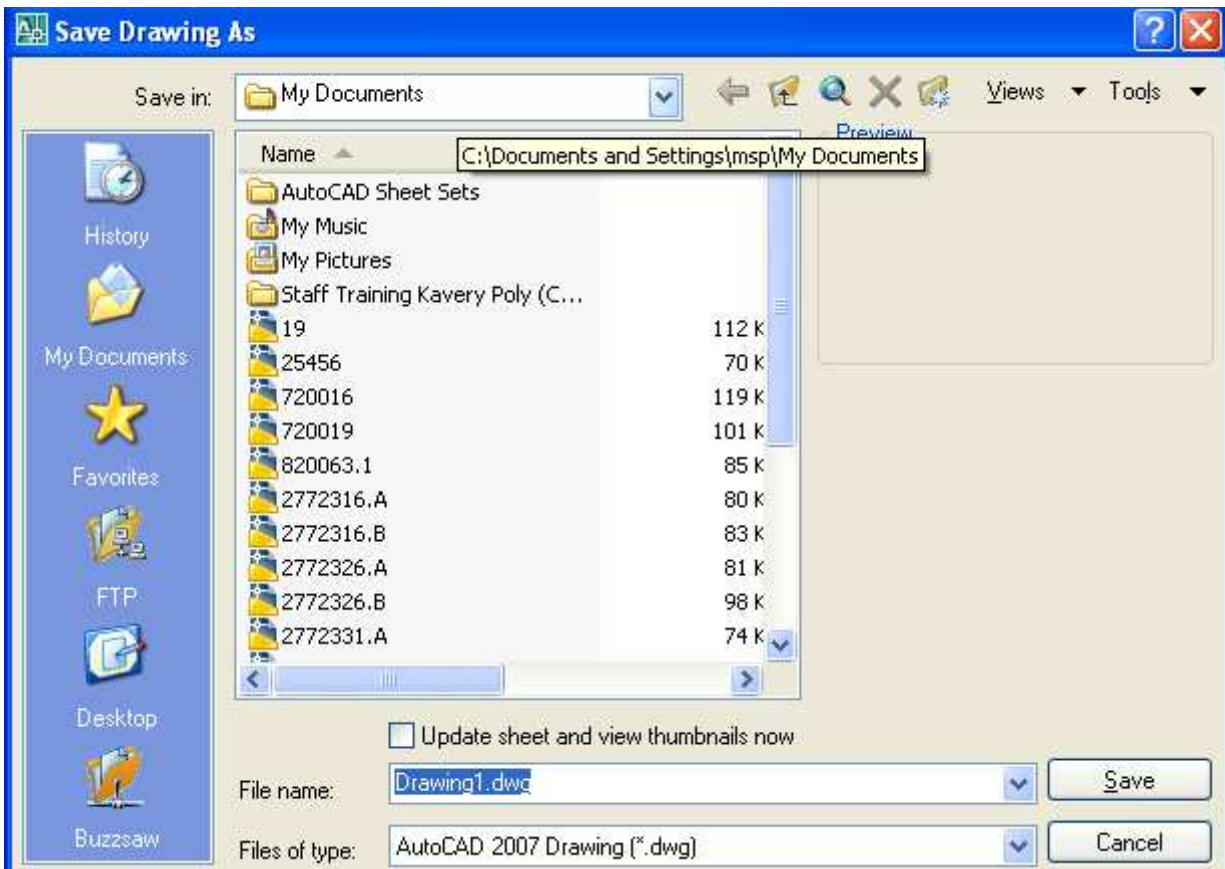 Save Drawing As
Save in:
My Documents
Views
Tools
Preview
C:\Documents and Settings\msp\My Documents
Name
AutoCAD Sheet Sets
My Music
My Pictures
Staff Training Kavery Poly (C...
19 112 K
25456 70 K
720016 119 K
720019 101 K
820063.1 85 K
2772316.A 80 K
2772316.B 83 K
2772326.A 81 K
2772326.B 98 K
2772331.A 74 K
History
My Documents
Favorites
FTP
Desktop
Buzzsaw
Update sheet and view thumbnails now
File name: Drawing1.dwg
Save
Files of type: AutoCAD 2007 Drawing (*.dwg)
Cancel